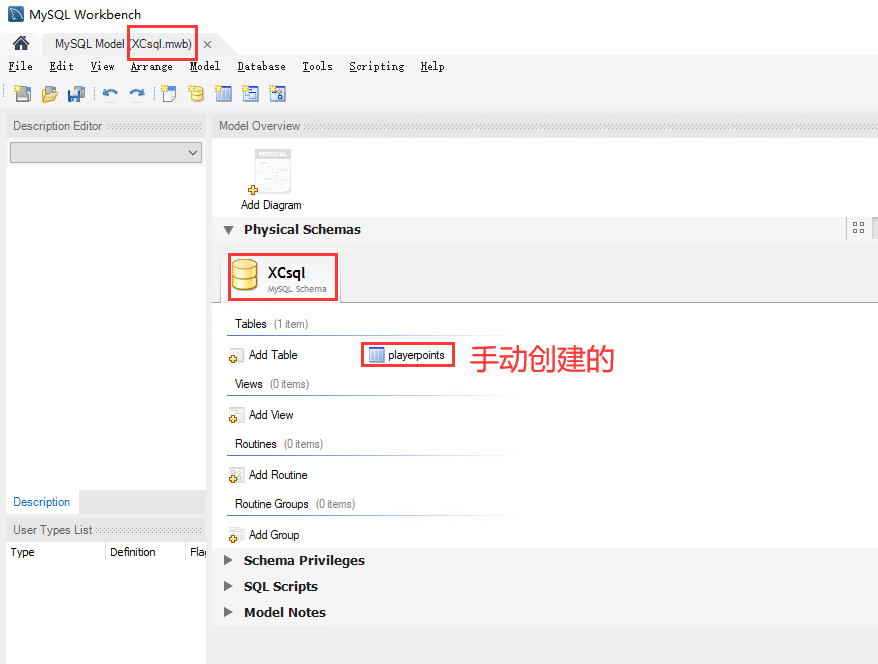 MySQL Workbench
MySQL Model (XCsql.mwb)
File Edit View Arrange Model Database Tools Scripting Help
Description Editor
Model Overview
PHYSICAL
Add Diagram
Physical Schemas
XCsql
MySQL Schema
Tables (1 item)
Add Table
playerpoints
手动创建的
Views (0 items)
Add View
Routines (0 items)
Add Routine
Routine Groups (0 items)
Add Group
Description
User Types List
Type Definition Flag
Schema Privileges
SQL Scripts
Model Notes